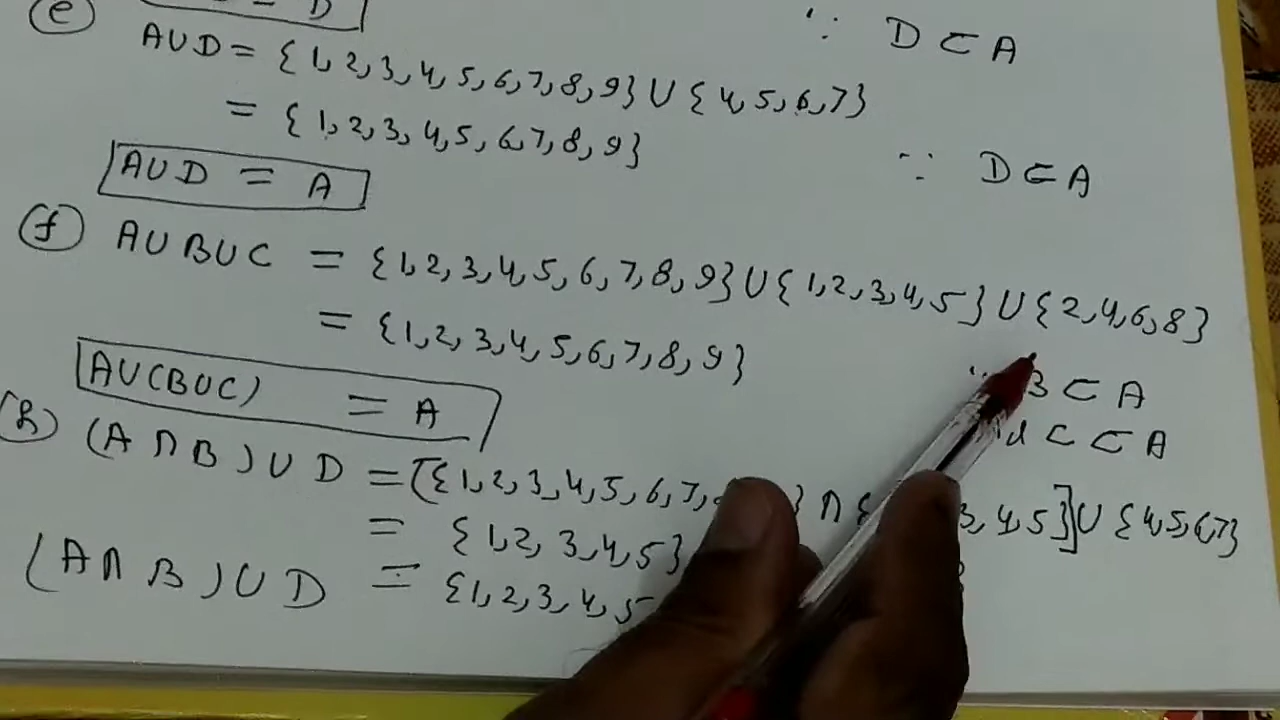 (e) = D
∵ D ⊂ A
A∪D = {1, 2, 3, 4, 5, 6, 7, 8, 9} ∪ {4, 5, 6, 7}
= {1, 2, 3, 4, 5, 6, 7, 8, 9}
A∪D = A ∵ D ⊂ A
(f) A∪B∪C = {1, 2, 3, 4, 5, 6, 7, 8, 9} ∪ {1, 2, 3, 4, 5} ∪ {2, 4, 6, 8}
= {1, 2, 3, 4, 5, 6, 7, 8, 9}
A∪(B∪C) = A B ⊂ A
C ⊂ A
(A∩B)∪D = [{1, 2, 3, 4, 5, 6, 7, } ∩ { 3, 4, 5}] ∪ {4, 5, 6, 7}
= {1, 2, 3, 4, 5}
(A∩B)∪D = {1, 2, 3, 4, 5